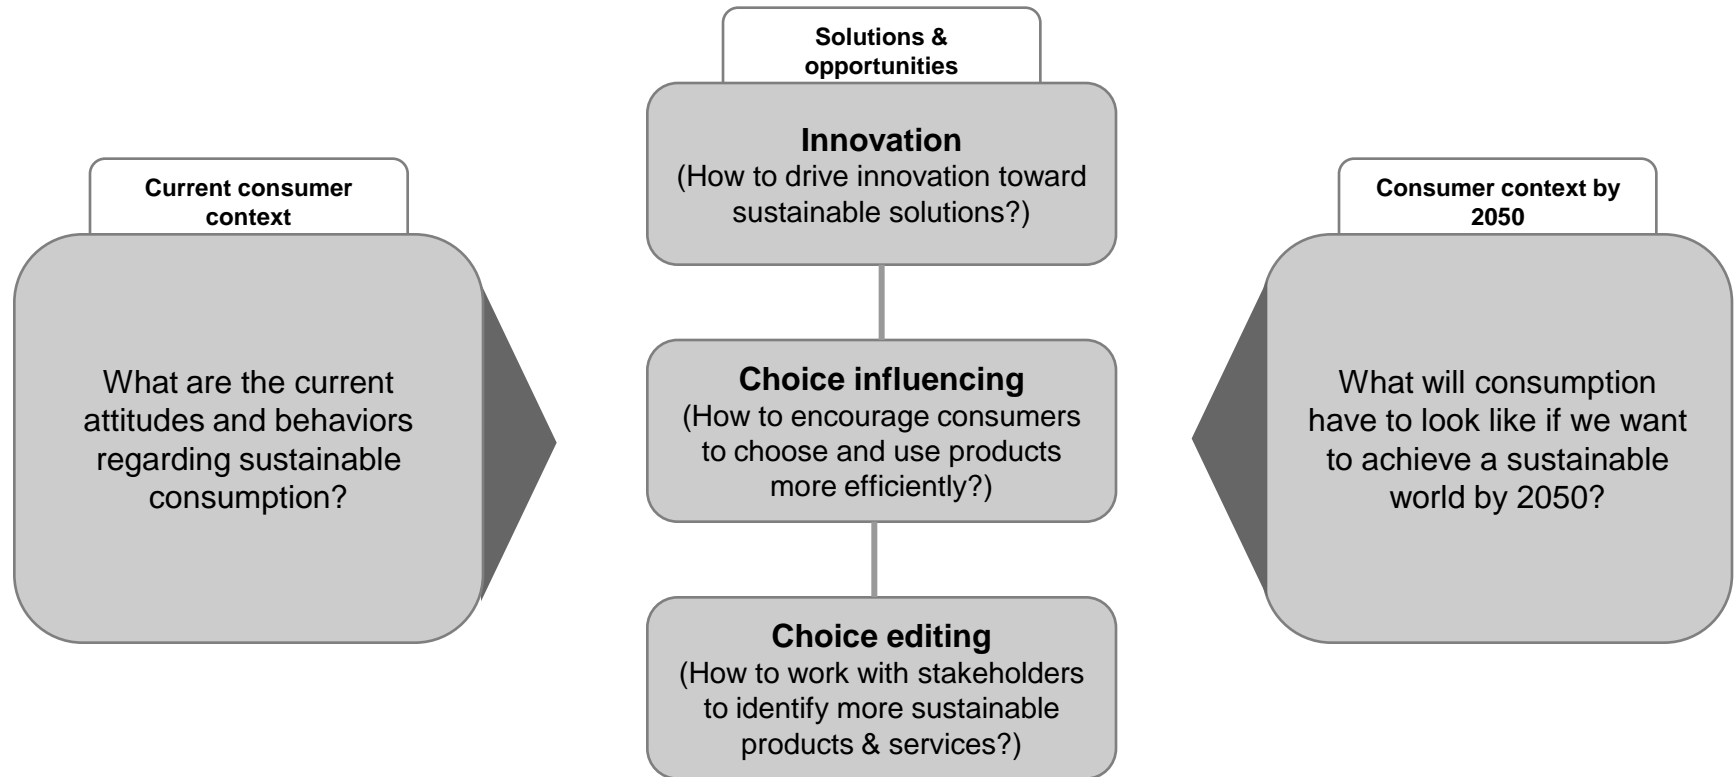 Current consumer
context
What are the current
attitudes and behaviors
regarding sustainable
consumption?
Solutions &
opportunities
Innovation
(How to drive innovation toward
sustainable solutions?)
Choice influencing
(How to encourage consumers
to choose and use products
more efficiently?)
Choice editing
(How to work with stakeholders
to identify more sustainable
products & services?)
Consumer context by
2050
What will consumption
have to look like if we want
to achieve a sustainable
world by 2050?